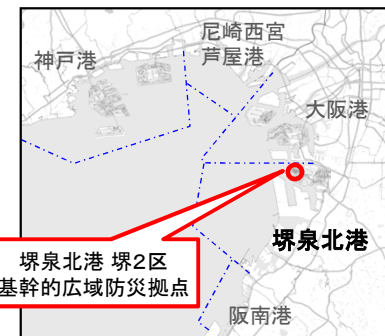 尼崎西宮
芦屋港
神戸港
大阪港
堺泉北港
堺泉北港 堺2区
基幹的広域防災拠点
阪南港